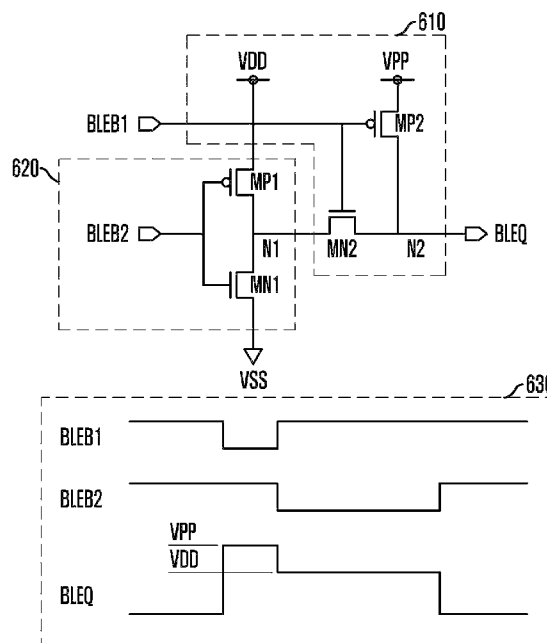 610
VDD
VPP
BLEB1
MP2
620
MP1
BLEB2
N1
MN2
N2
BLEQ
MN1
VSS
630
BLEB1
BLEB2
VPP
VDD
BLEQ